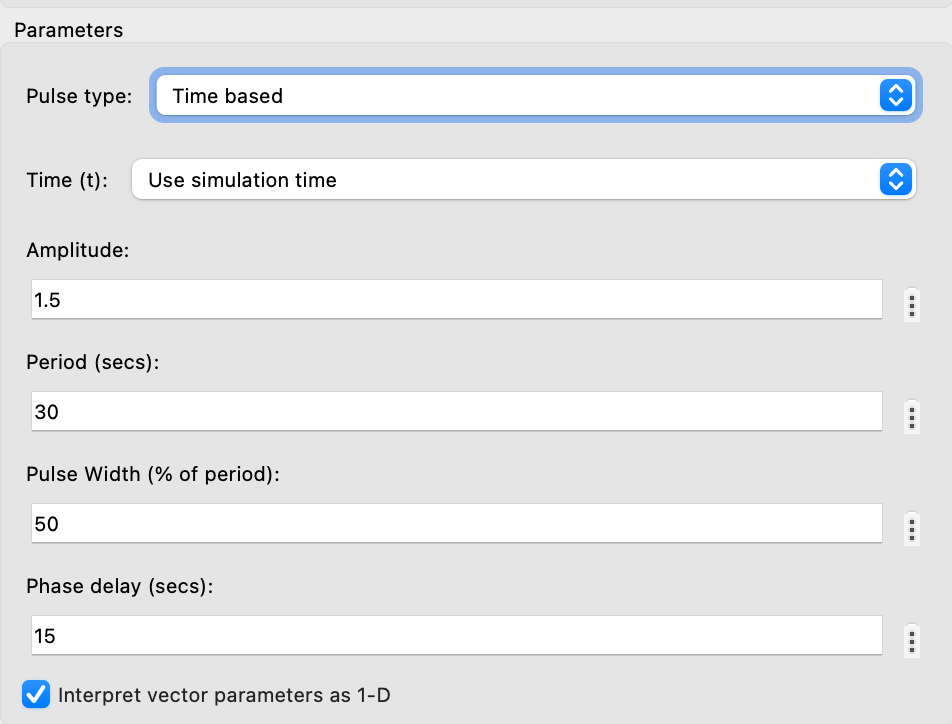 Parameters
Pulse type: Time based
Time (t): Use simulation time
Amplitude:
1.5
Period (secs):
30
Pulse Width (% of period):
50
Phase delay (secs):
15
Interpret vector parameters as 1-D